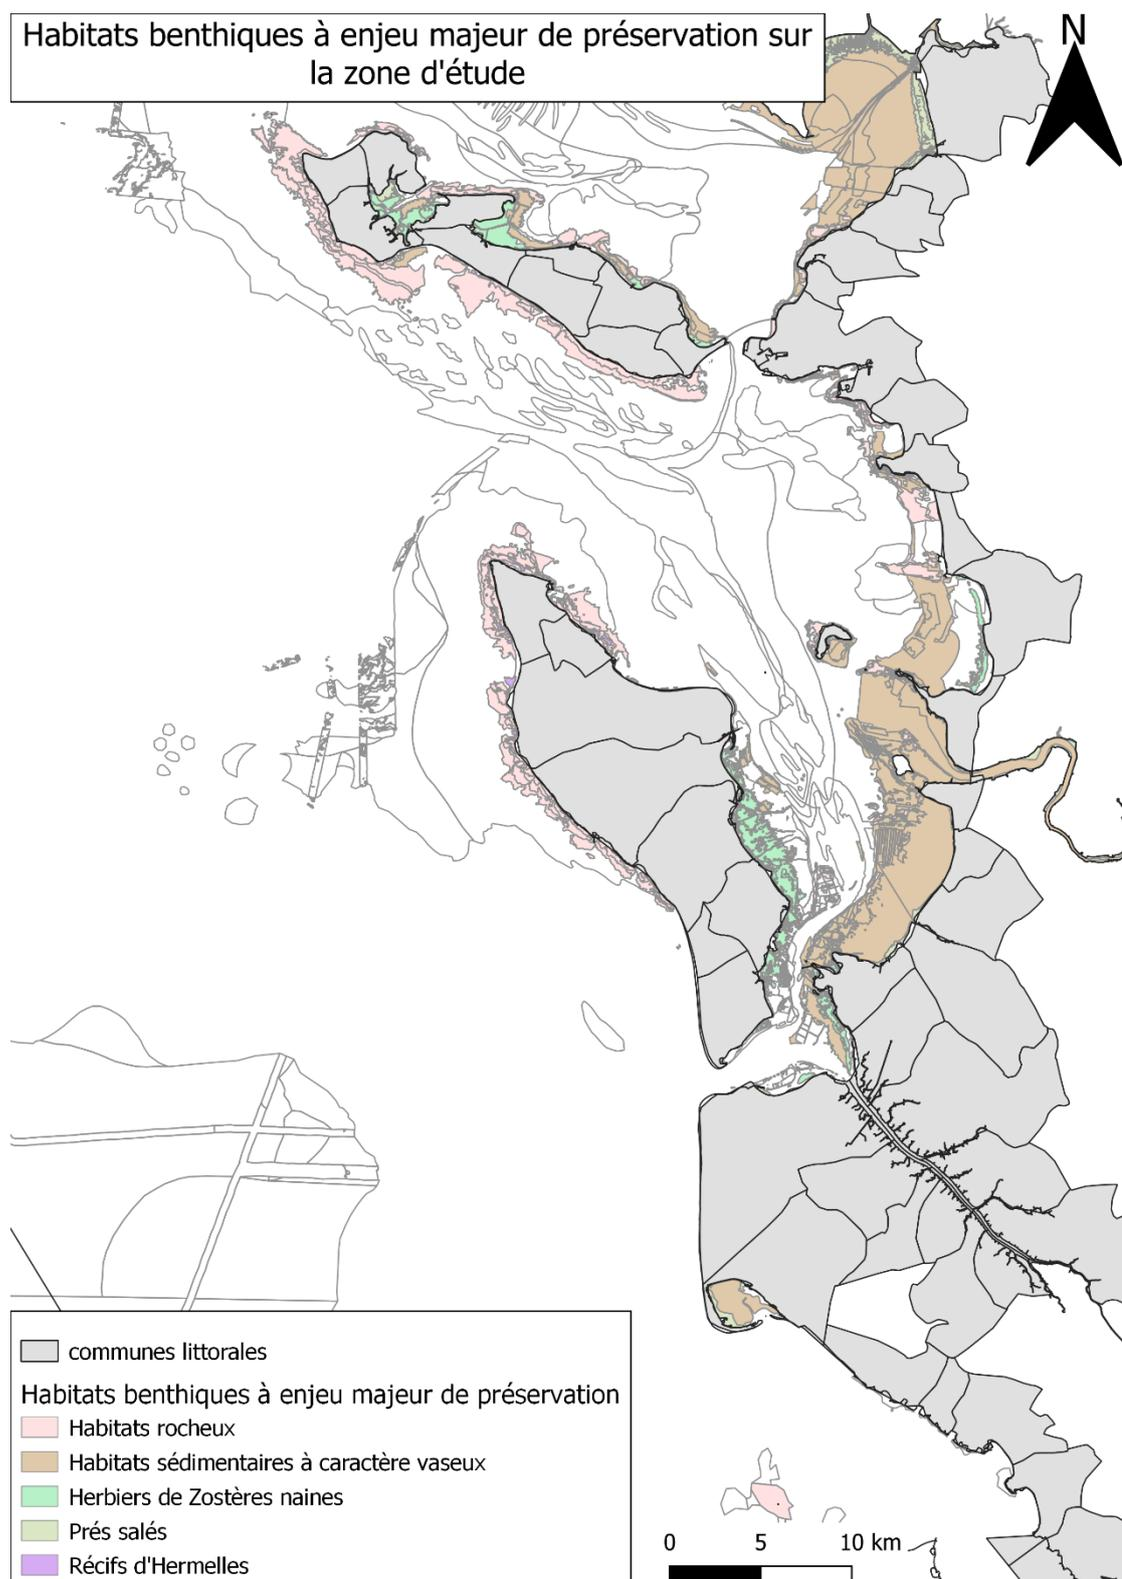 Habitats benthiques à enjeu majeur de préservation sur
la zone d'étude
N
communes littorales
Habitats benthiques à enjeu majeur de préservation
Habitats rocheux
Habitats sédimentaires à caractère vaseux
Herbiers de Zostères naines
Prés salés
Récifs d'Hermelles
0 5 10 km